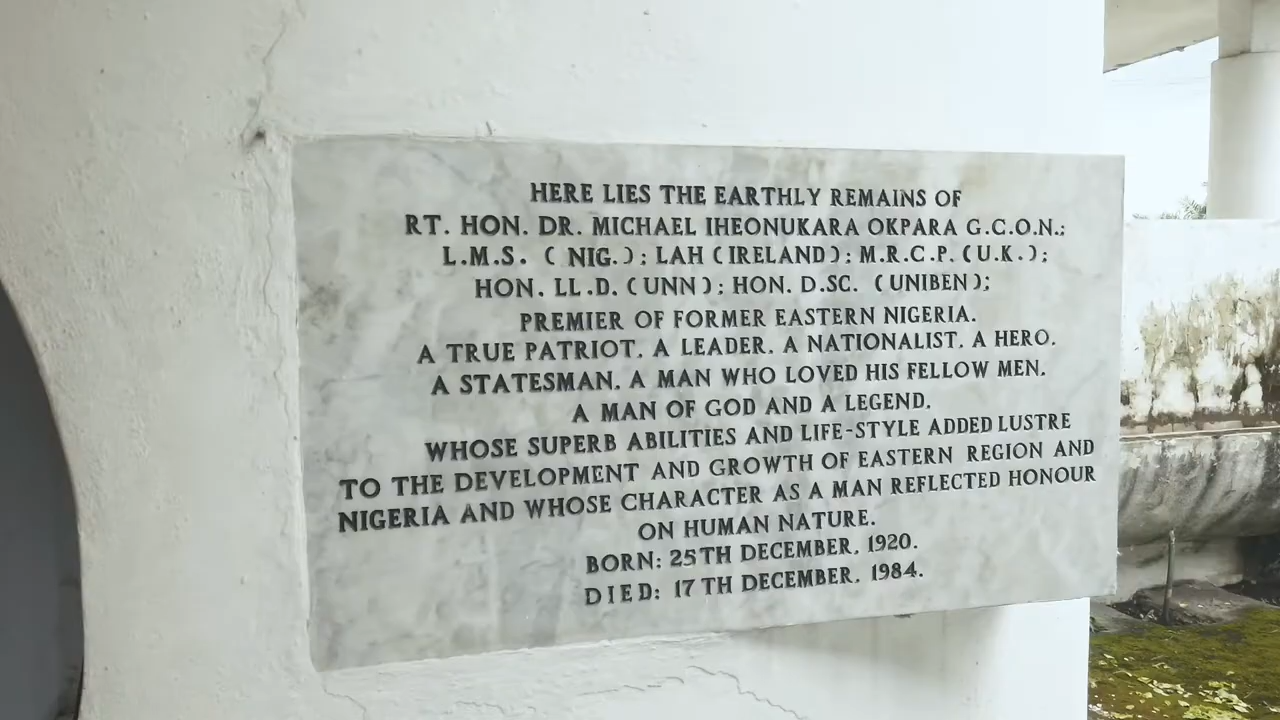 HERE LIES THE EARTHLY REMAINS OF
RT. HON. DR. MICHAEL IHEONUKARA OKPARA G.C.O.N.;
L.M.S. ( NIG.); LAH (IRELAND); M.R.C.P. (U.K.);
HON. LL.D. (UNN); HON. D.SC. (UNIBEN);
PREMIER OF FORMER EASTERN NIGERIA.
A TRUE PATRIOT. A LEADER. A NATIONALIST. A HERO.
A STATESMAN. A MAN WHO LOVED HIS FELLOW MEN.
A MAN OF GOD AND A LEGEND.
WHOSE SUPERB ABILITIES AND LIFE-STYLE ADDED LUSTRE
TO THE DEVELOPMENT AND GROWTH OF EASTERN REGION AND
NIGERIA AND WHOSE CHARACTER AS A MAN REFLECTED HONOUR
ON HUMAN NATURE.
BORN: 25TH DECEMBER, 1920.
DIED: 17TH DECEMBER, 1984.